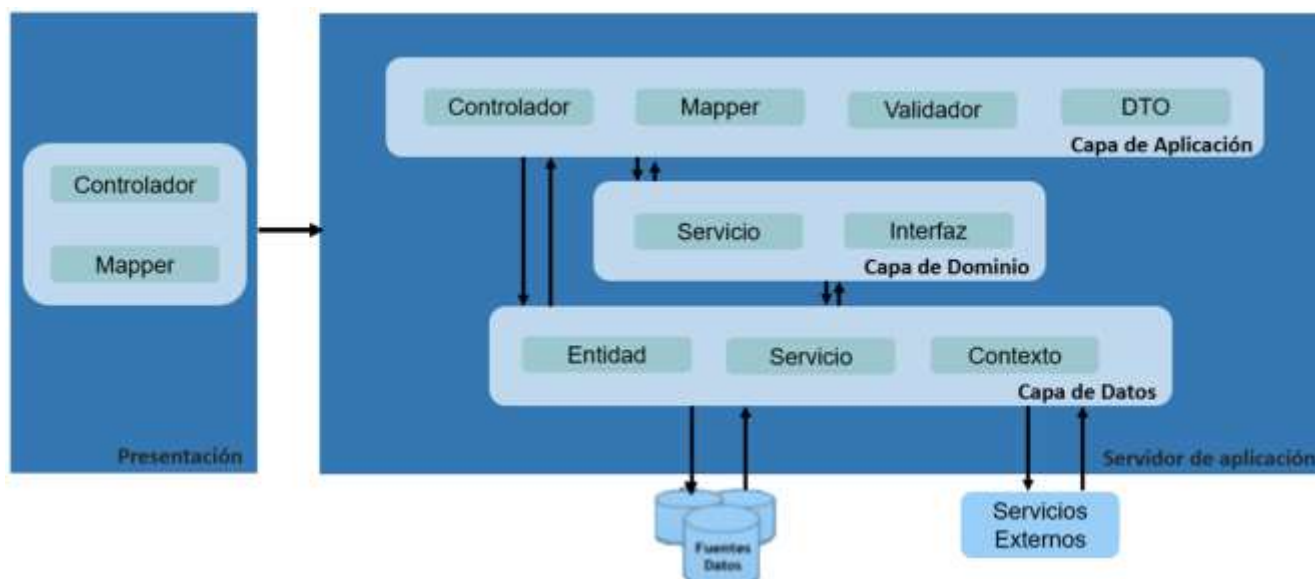 Controlador
Mapper
Presentación
Controlador Mapper Validador DTO
Capa de Aplicación
Servicio Interfaz
Capa de Dominio
Entidad Servicio Contexto
Capa de Datos
Servidor de aplicación
Fuentes
Datos
Servicios
Externos